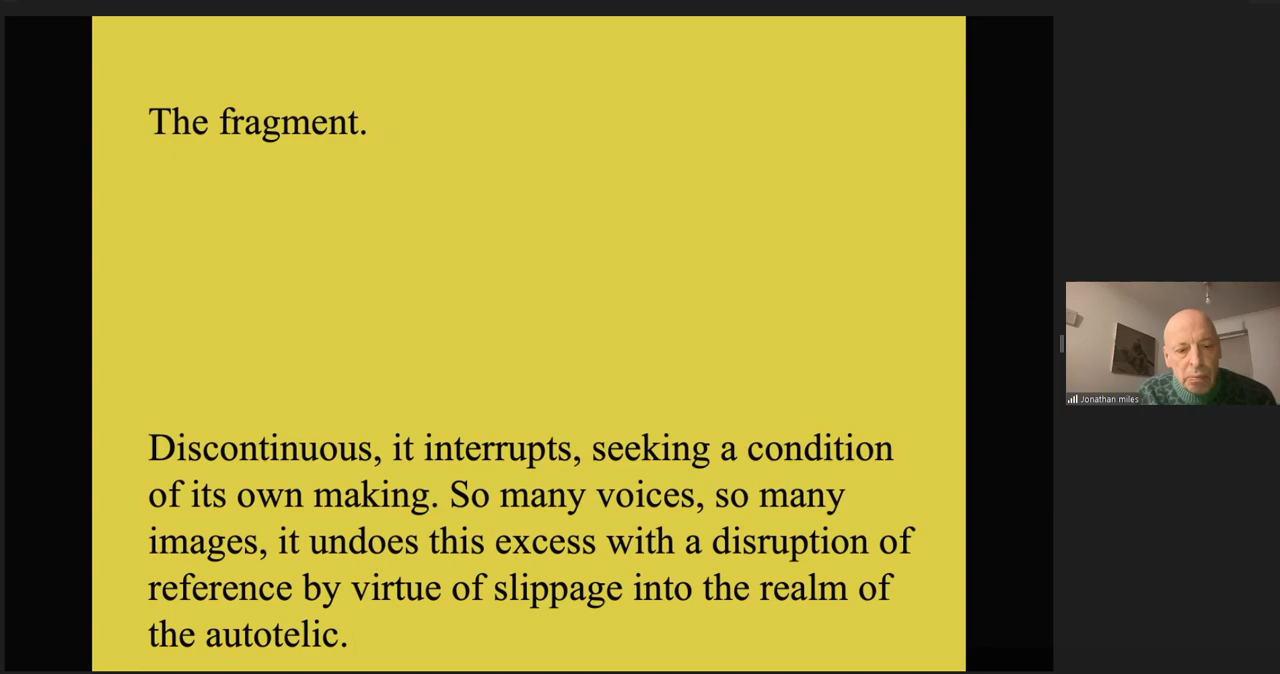 The fragment.
Discontinuous, it interrupts, seeking a condition
of its own making. So many voices, so many
images, it undoes this excess with a disruption of
reference by virtue of slippage into the realm of
the autotelic.
Jonathan miles